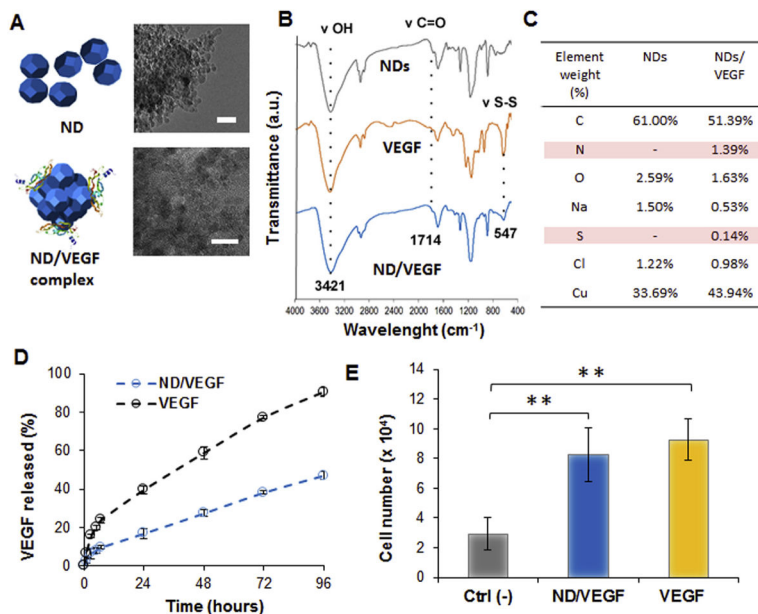 A
ND
ND/VEGF
complex
B
ν OH
ν C=O
NDs
ν S-S
VEGF
1714
547
ND/VEGF
3421
Transmittance (a.u.)
4000 3600 3200 2800 2400 2000 1600 1200 800 400
Wavelenght (cm-1)
C
Element weight (%) NDs NDs/ VEGF
C 61.00% 51.39%
N - 1.39%
O 2.59% 1.63%
Na 1.50% 0.53%
S - 0.14%
Cl 1.22% 0.98%
Cu 33.69% 43.94%
D
VEGF released (%)
100
80
60
40
20
0
ND/VEGF
VEGF
0 24 48 72 96
Time (hours)
E
Cell number (x 10⁴)
14
12
10
8
6
4
2
0
**
**
Ctrl (-) ND/VEGF VEGF